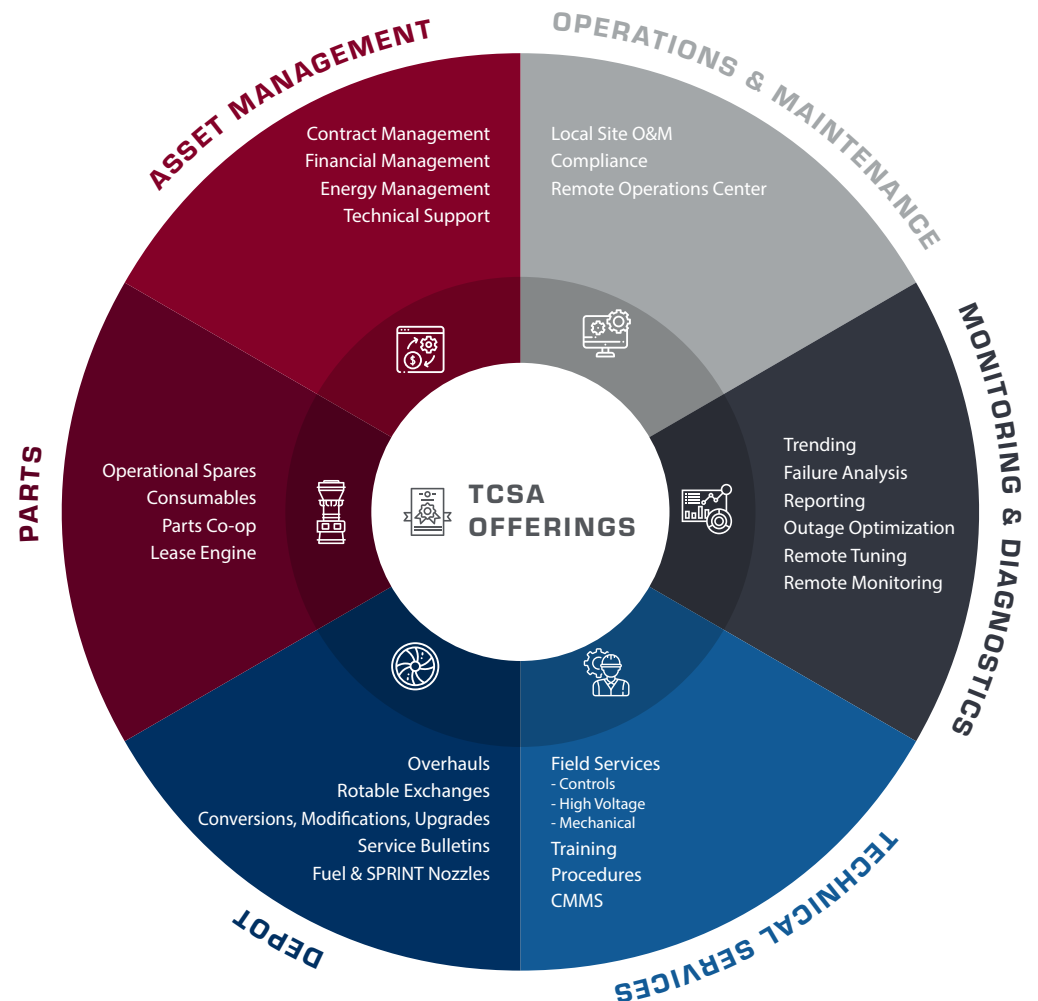 ASSET MANAGEMENT
Contract Management
Financial Management
Energy Management
Technical Support
OPERATIONS & MAINTENANCE
Local Site O&M
Compliance
Remote Operations Center
MONITORING & DIAGNOSTICS
Trending
Failure Analysis
Reporting
Outage Optimization
Remote Tuning
Remote Monitoring
TECHNICAL SERVICES
Field Services
- Controls
- High Voltage
- Mechanical
Training
Procedures
CMMS
DEPOT
Overhauls
Rotable Exchanges
Conversions, Modifications, Upgrades
Service Bulletins
Fuel & SPRINT Nozzles
PARTS
Operational Spares
Consumables
Parts Co-op
Lease Engine
TCSA
OFFERINGS
$